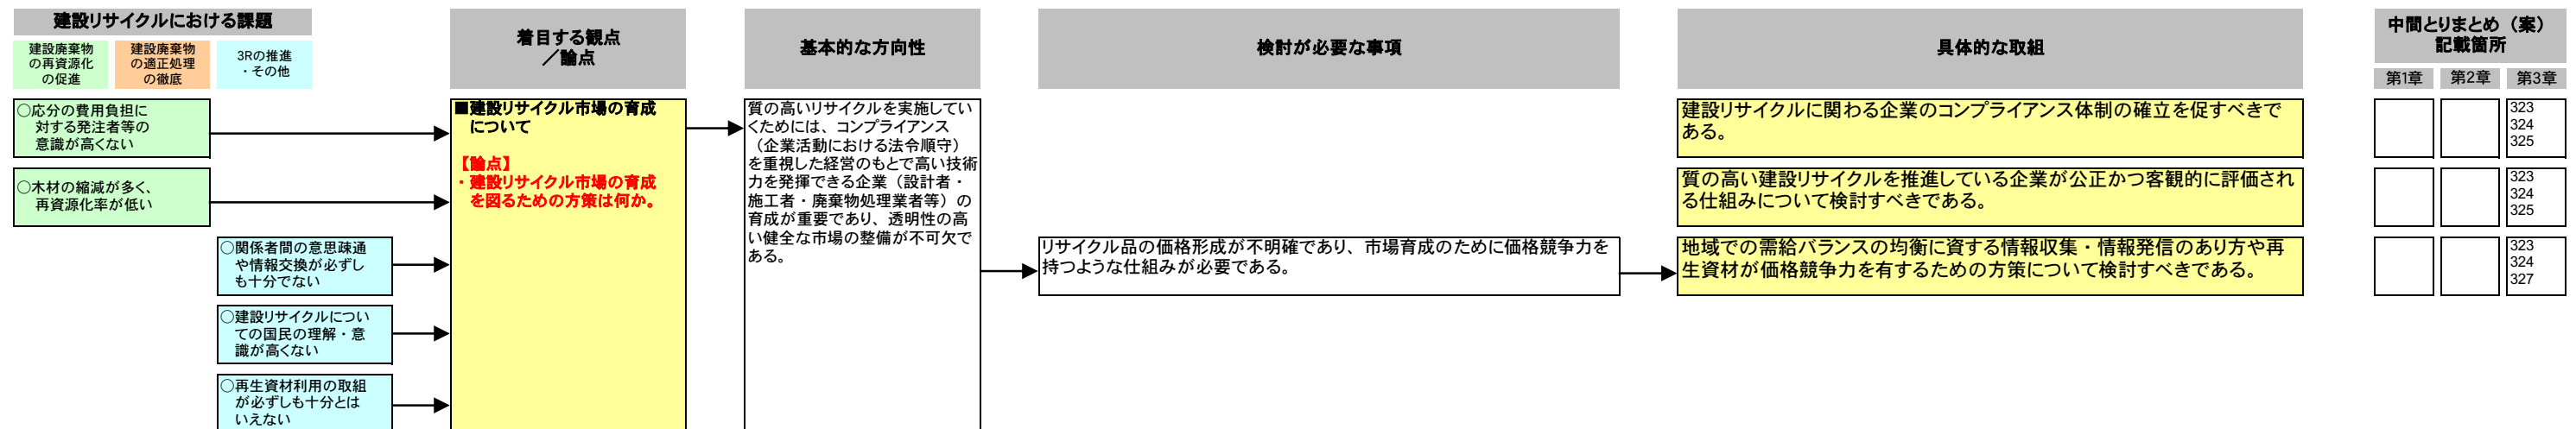 建設リサイクルにおける課題
建設廃棄物
の再資源化
の促進
建設廃棄物
の適正処理
の徹底
3Rの推進
・その他
着目する観点
／論点
基本的な方向性
検討が必要な事項
具体的な取組
中間とりまとめ（案）
記載箇所
第1章
第2章
第3章
○応分の費用負担に
対する発注者等の
意識が高くない
○木材の縮減が多く、
再資源化率が低い
○関係者間の意思疎通
や情報交換が必ずし
も十分でない
○建設リサイクルについ
ての国民の理解・意
識が高くない
○再生資材利用の取組
が必ずしも十分とは
いえない
■建設リサイクル市場の育成
について
【論点】
・建設リサイクル市場の育成
を図るための方策は何か。
質の高いリサイクルを実施してい
くためには、コンプライアンス
（企業活動における法令順守）
を重視した経営のもとで高い技術
力を発揮できる企業（設計者・
施工者・廃棄物処理業者等）の
育成が重要であり、透明性の高
い健全な市場の整備が不可欠で
ある。
リサイクル品の価格形成が不明確であり、市場育成のために価格競争力を
持つような仕組みが必要である。
建設リサイクルに関わる企業のコンプライアンス体制の確立を促すべきで
ある。
323
324
325
質の高い建設リサイクルを推進している企業が公正かつ客観的に評価され
る仕組みについて検討すべきである。
323
324
325
地域での需給バランスの均衡に資する情報収集・情報発信のあり方や再
生資材が価格競争力を有するための方策について検討すべきである。
323
324
327